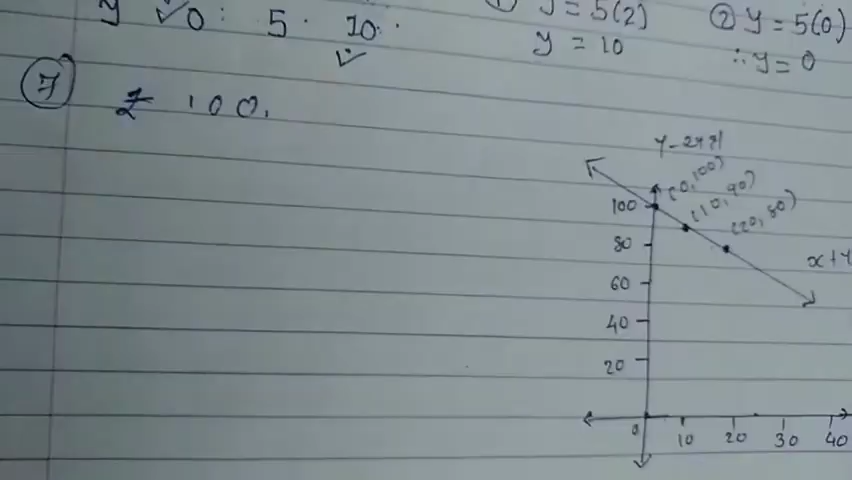 y 0: 5. 10.
① y = 5(2) ② y = 5(0)
y = 10 ∴ y = 0
⑦ ₹ 100.
(0,100)
(10,90)
(20,80)
x+y
100
80
60
40
20
0 10 20 30 40